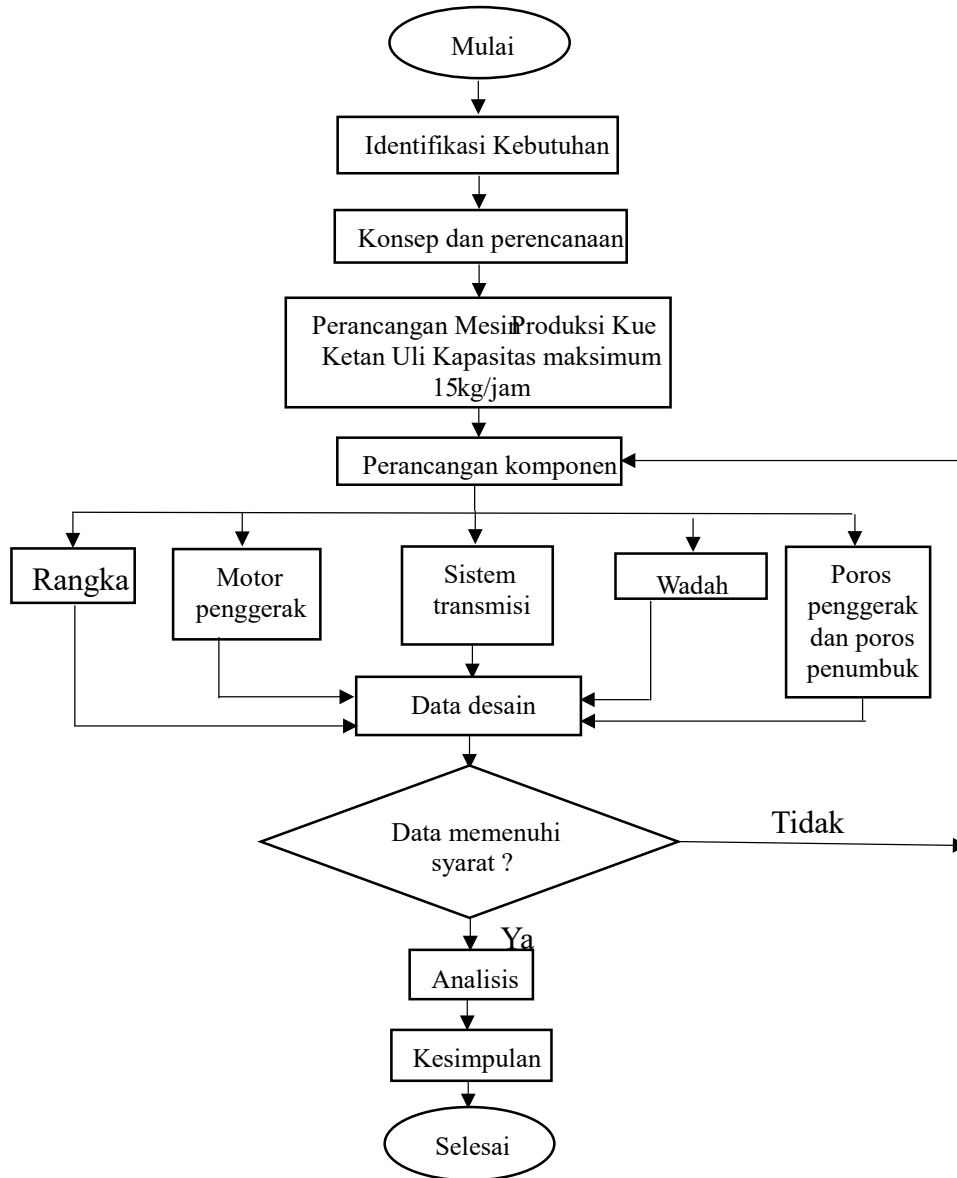 Mulai
Identifikasi Kebutuhan
Konsep dan perencanaan
Perancangan Mesin Produksi Kue
Ketan Uli Kapasitas maksimum
15kg/jam
Perancangan komponen
Rangka
Motor
penggerak
Sistem
transmisi
Wadah
Poros
penggerak
dan poros
penumbuk
Data desain
Data memenuhi
syarat ?
Tidak
Ya
Analisis
Kesimpulan
Selesai